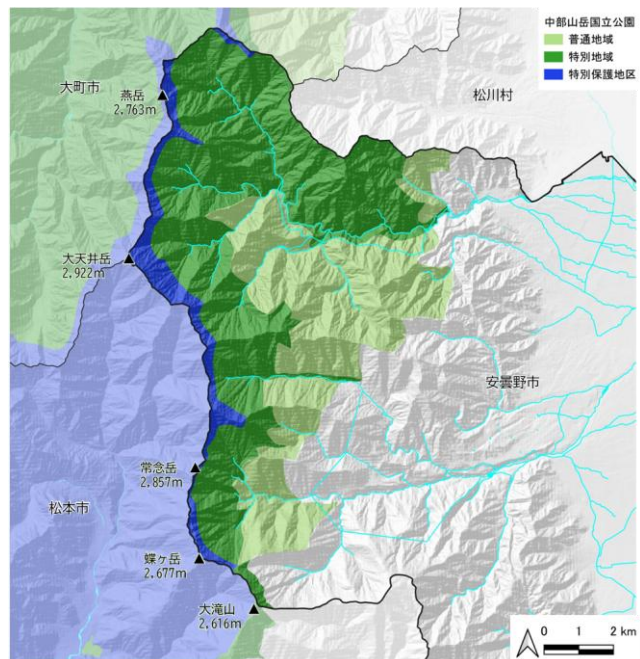 中部山岳国立公園
普通地域
特別地域
特別保護地区
大町市
燕岳
2.763m
松川村
大天井岳
2.922m
安曇野市
常念岳
2.857m
松本市
蝶ヶ岳
2.677m
大滝山
2.616m
0 1 2 km